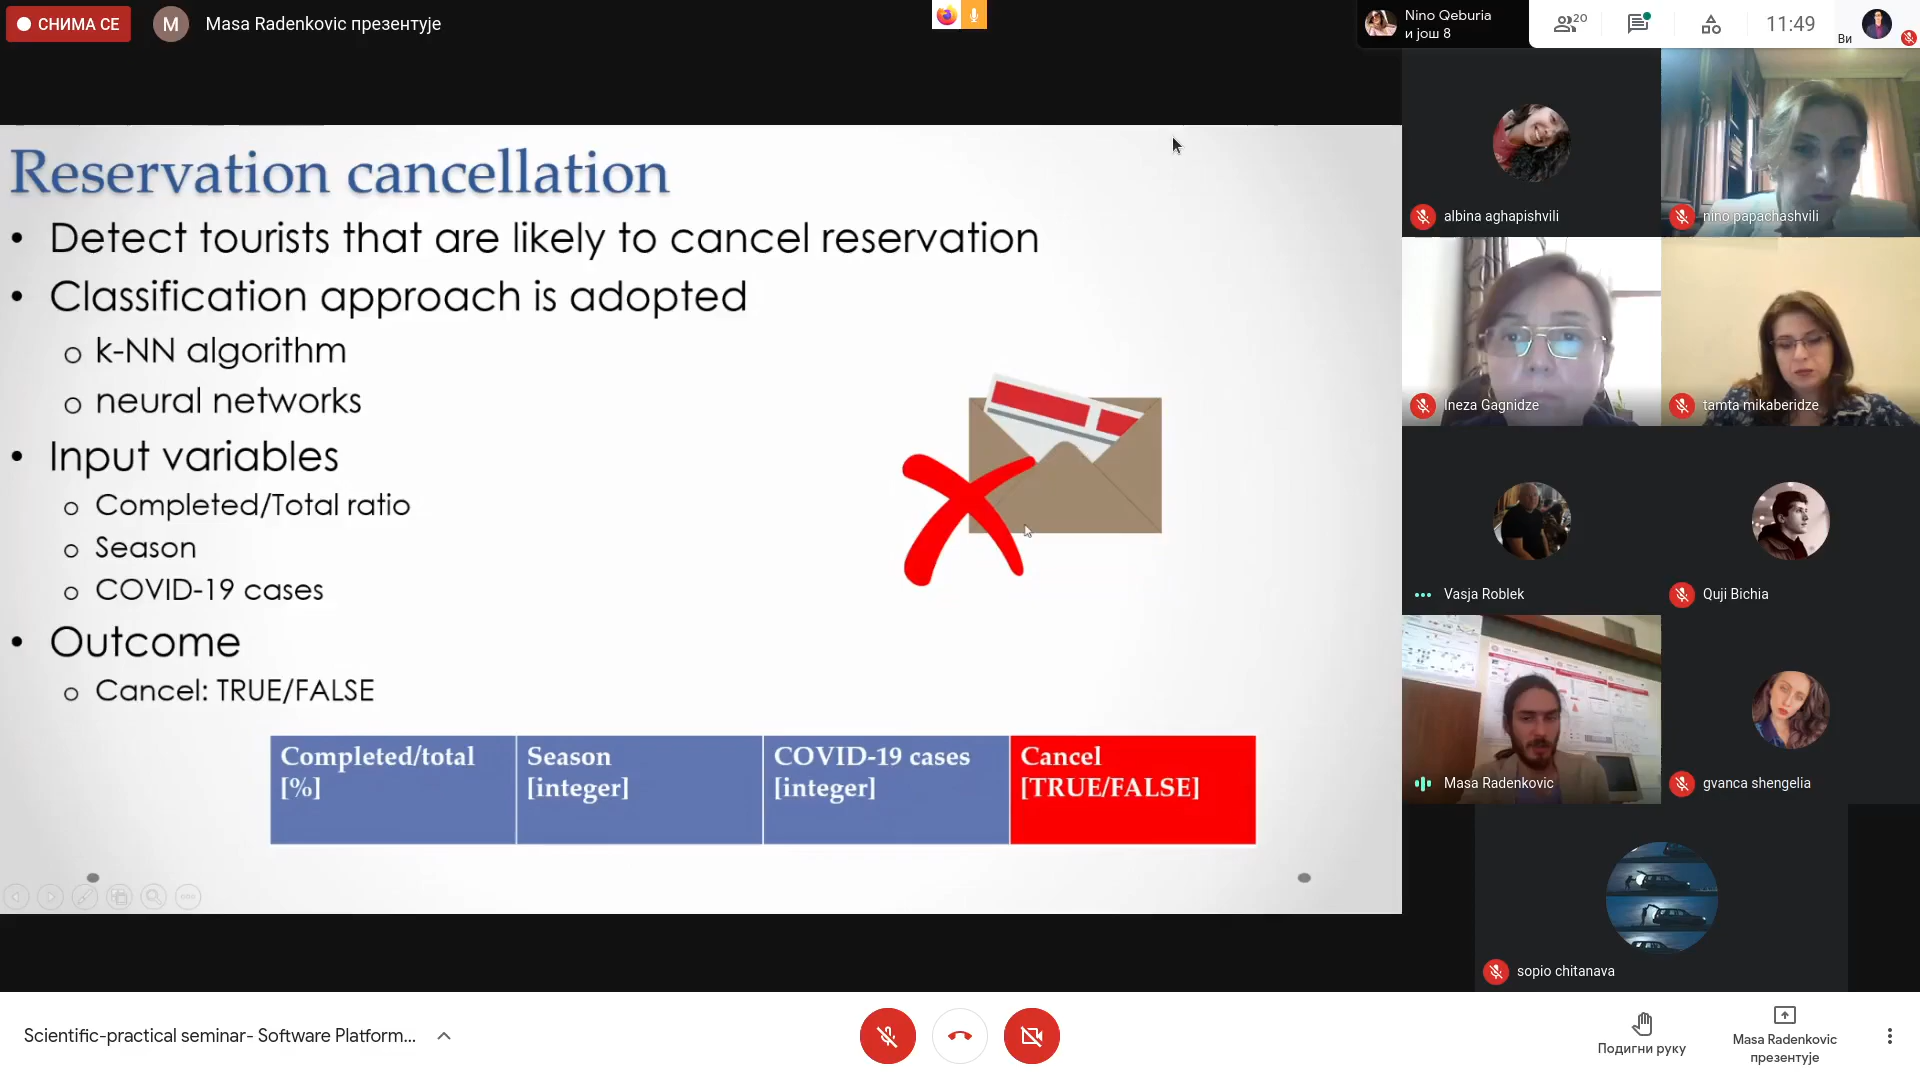 СНИМА СЕ
M
Masa Radenkovic презентује
Nino Qeburia
и још 8
20
11:49
Ви
Reservation cancellation
• Detect tourists that are likely to cancel reservation
• Classification approach is adopted
o k-NN algorithm
o neural networks
• Input variables
o Completed/Total ratio
o Season
o COVID-19 cases
• Outcome
o Cancel: TRUE/FALSE
Completed/total
[%]
Season
[integer]
COVID-19 cases
[integer]
Cancel
[TRUE/FALSE]
albina aghapishvili
nino papachashvili
Ineza Gagnidze
tamta mikaberidze
Vasja Roblek
Quji Bichia
Masa Radenkovic
gvanca shengelia
sopio chitanava
Scientific-practical seminar- Software Platform...
Подигни руку
Masa Radenkovic
презентује